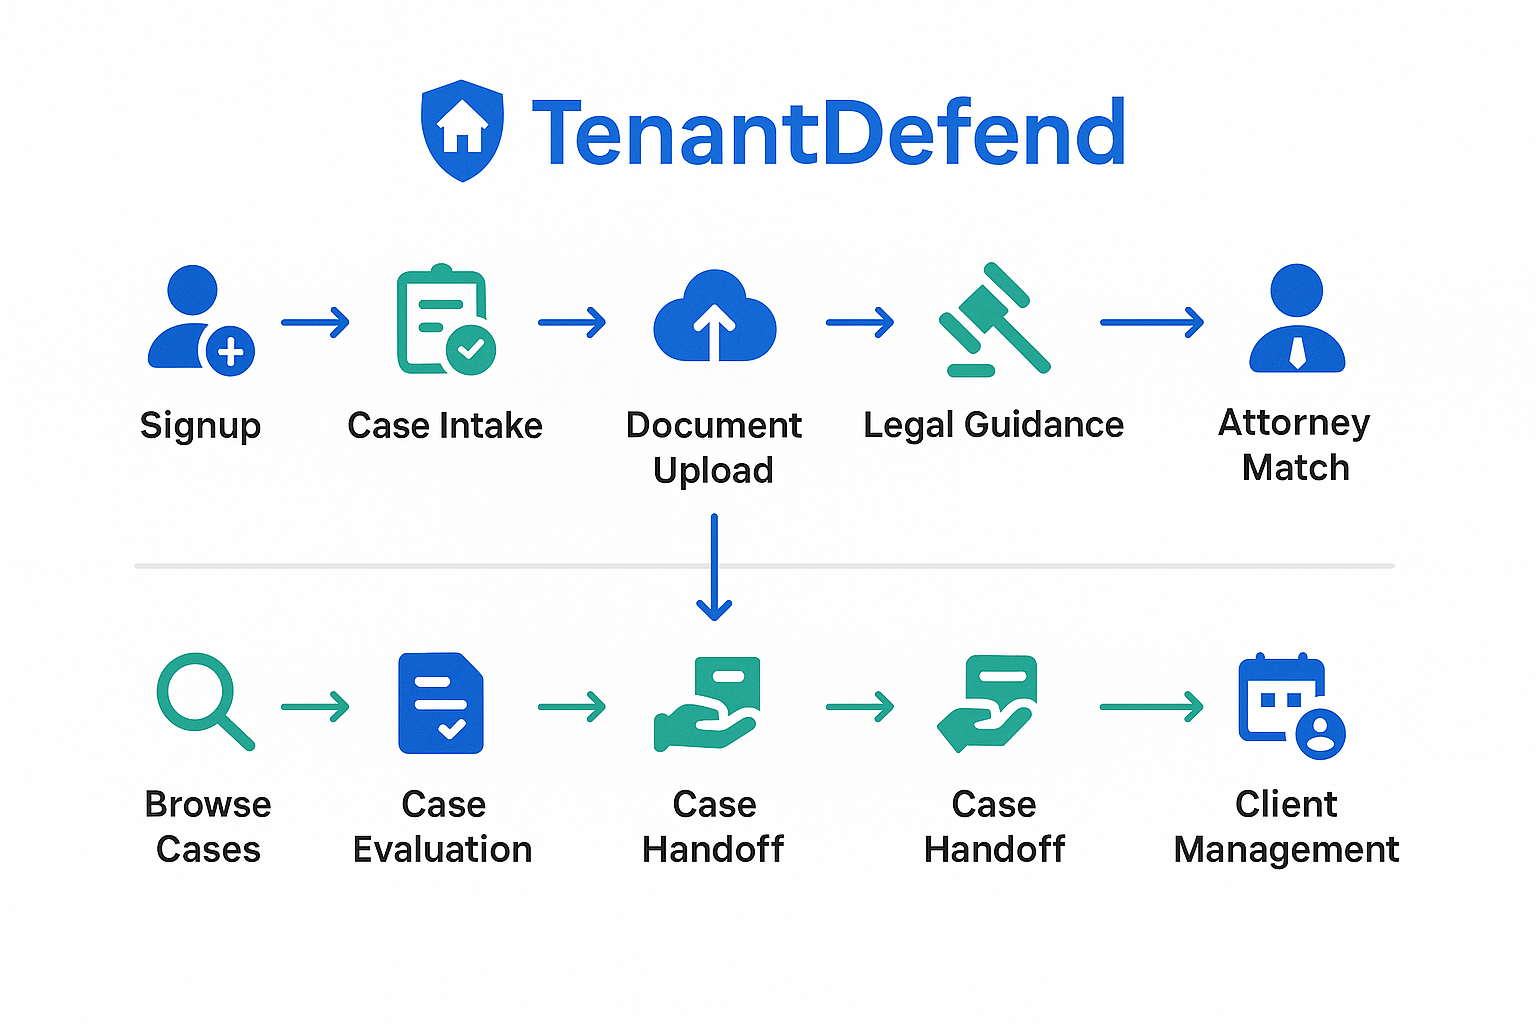 TenantDefend
Signup
Case Intake
Document
Upload
Legal Guidance
Attorney
Match
Browse
Cases
Case
Evaluation
Case
Handoff
Case
Handoff
Client
Management